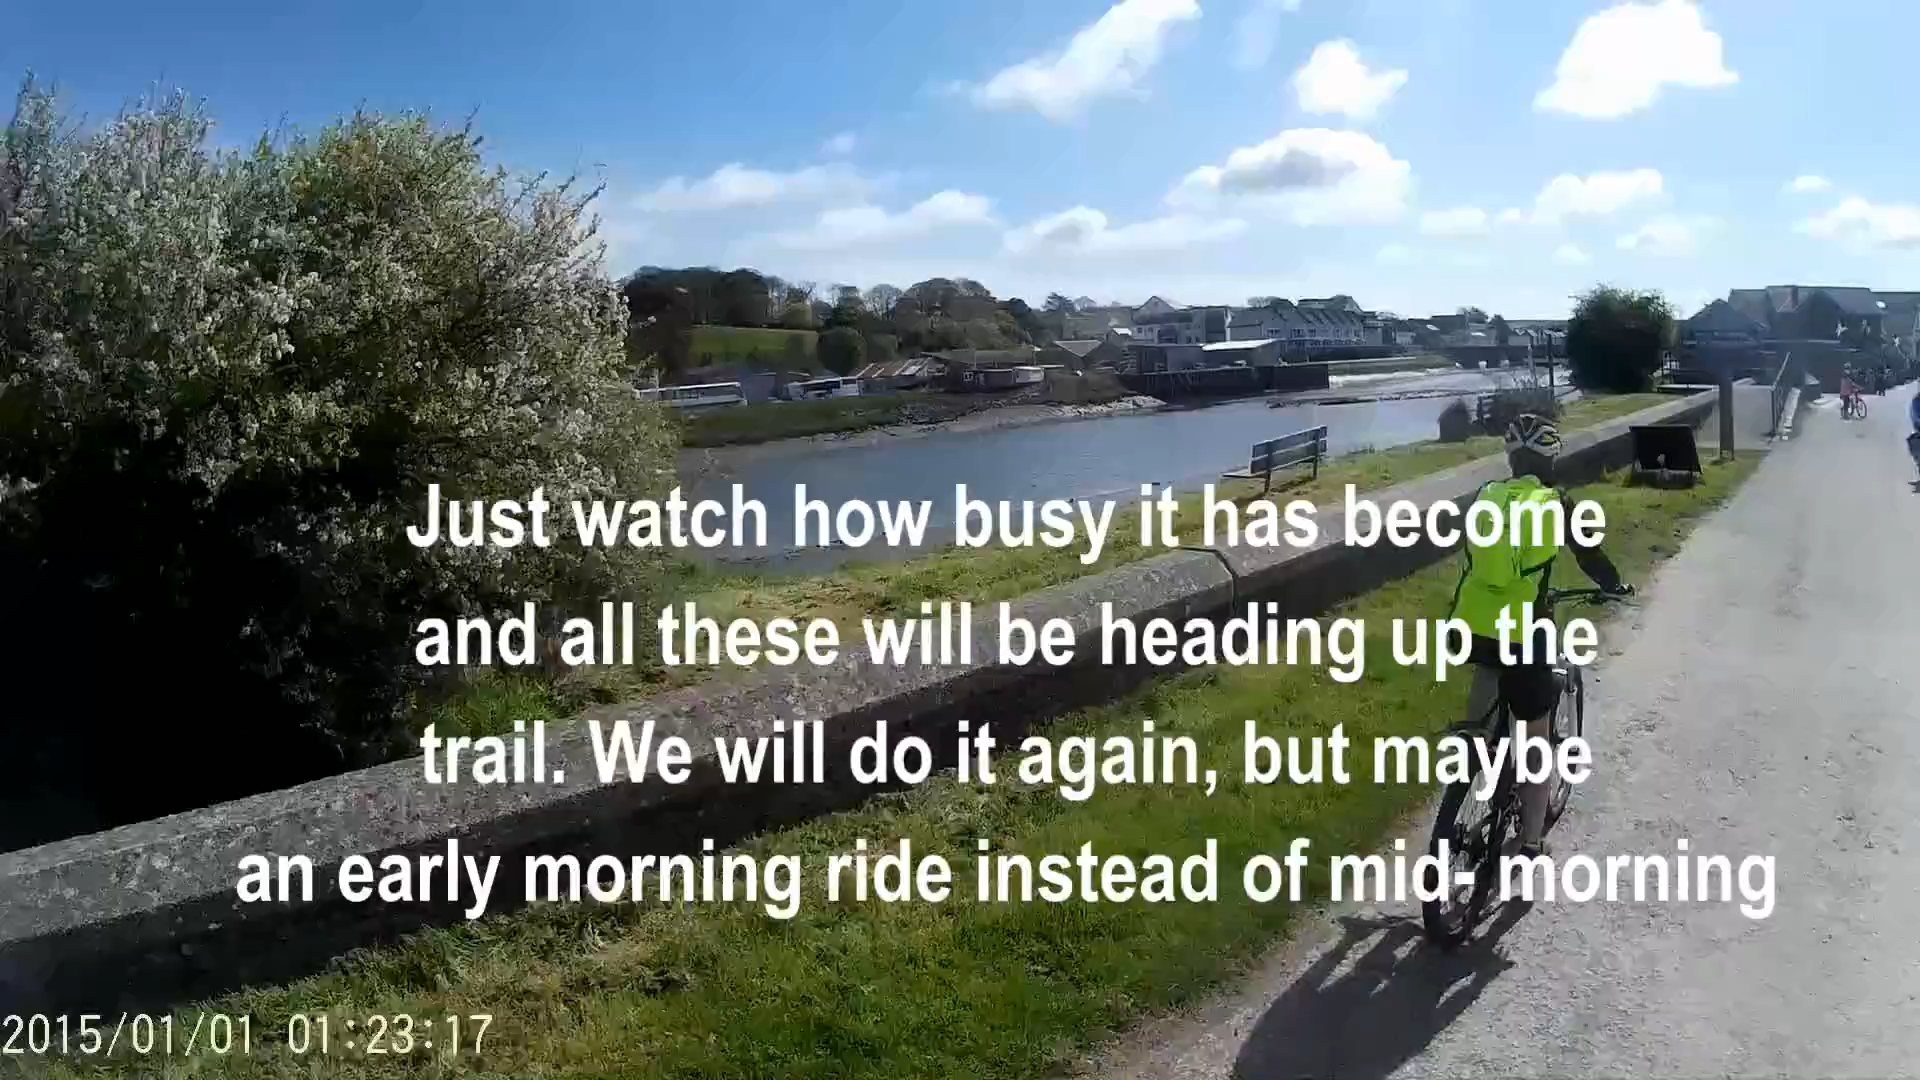 Just watch how busy it has become
and all these will be heading up the
trail. We will do it again, but maybe
an early morning ride instead of mid- morning
2015/01/01 01:23:17